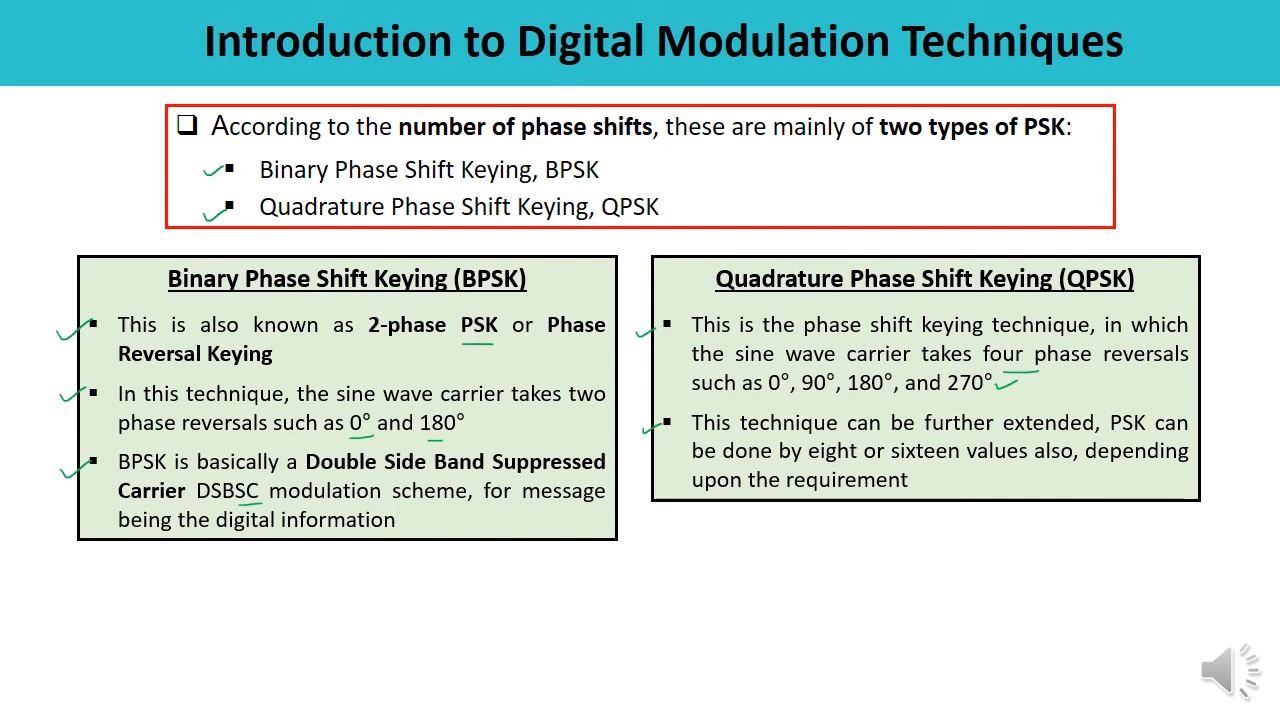 Introduction to Digital Modulation Techniques
❑ According to the number of phase shifts, these are mainly of two types of PSK:
▪ Binary Phase Shift Keying, BPSK
▪ Quadrature Phase Shift Keying, QPSK
Binary Phase Shift Keying (BPSK)
▪ This is also known as 2-phase PSK or Phase
Reversal Keying
▪ In this technique, the sine wave carrier takes two
phase reversals such as 0° and 180°
▪ BPSK is basically a Double Side Band Suppressed
Carrier DSBSC modulation scheme, for message
being the digital information
Quadrature Phase Shift Keying (QPSK)
▪ This is the phase shift keying technique, in which
the sine wave carrier takes four phase reversals
such as 0°, 90°, 180°, and 270°
▪ This technique can be further extended, PSK can
be done by eight or sixteen values also, depending
upon the requirement